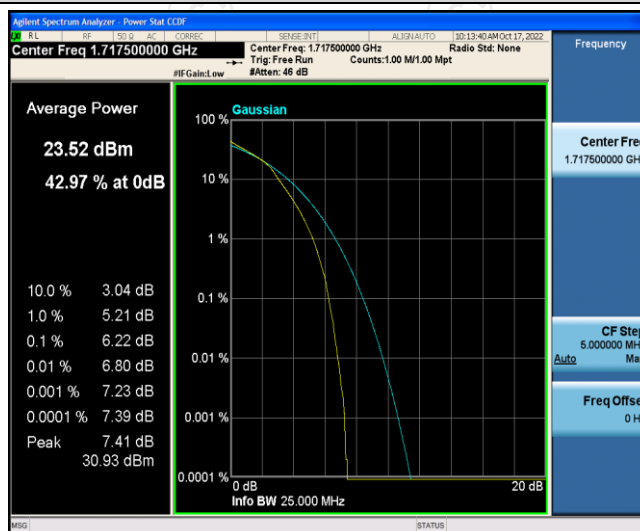 Agilent Spectrum Analyzer - Power Stat CCDF
RL RF 50 Ω AC CORREC SENSE:INT ALIGNAUTO 10:13:40 AM Oct 17, 2022
Center Freq 1.717500000 GHz
Center Freq: 1.717500000 GHz Radio Std: None
Trig: Free Run Counts:1.00 M/1.00 Mpt
#IFGain:Low #Atten: 46 dB
Frequency
Average Power
23.52 dBm
42.97 % at 0dB
10.0 % 3.04 dB
1.0 % 5.21 dB
0.1 % 6.22 dB
0.01 % 6.80 dB
0.001 % 7.23 dB
0.0001 % 7.39 dB
Peak 7.41 dB
30.93 dBm
Gaussian
100 %
10 %
1 %
0.1 %
0.01 %
0.001 %
0.0001 %
0 dB 20 dB
Info BW 25.000 MHz
Center Fre
1.717500000 GH
CF Step
5.000000 MH
Auto Ma
Freq Offse
0 H
MSG STATUS